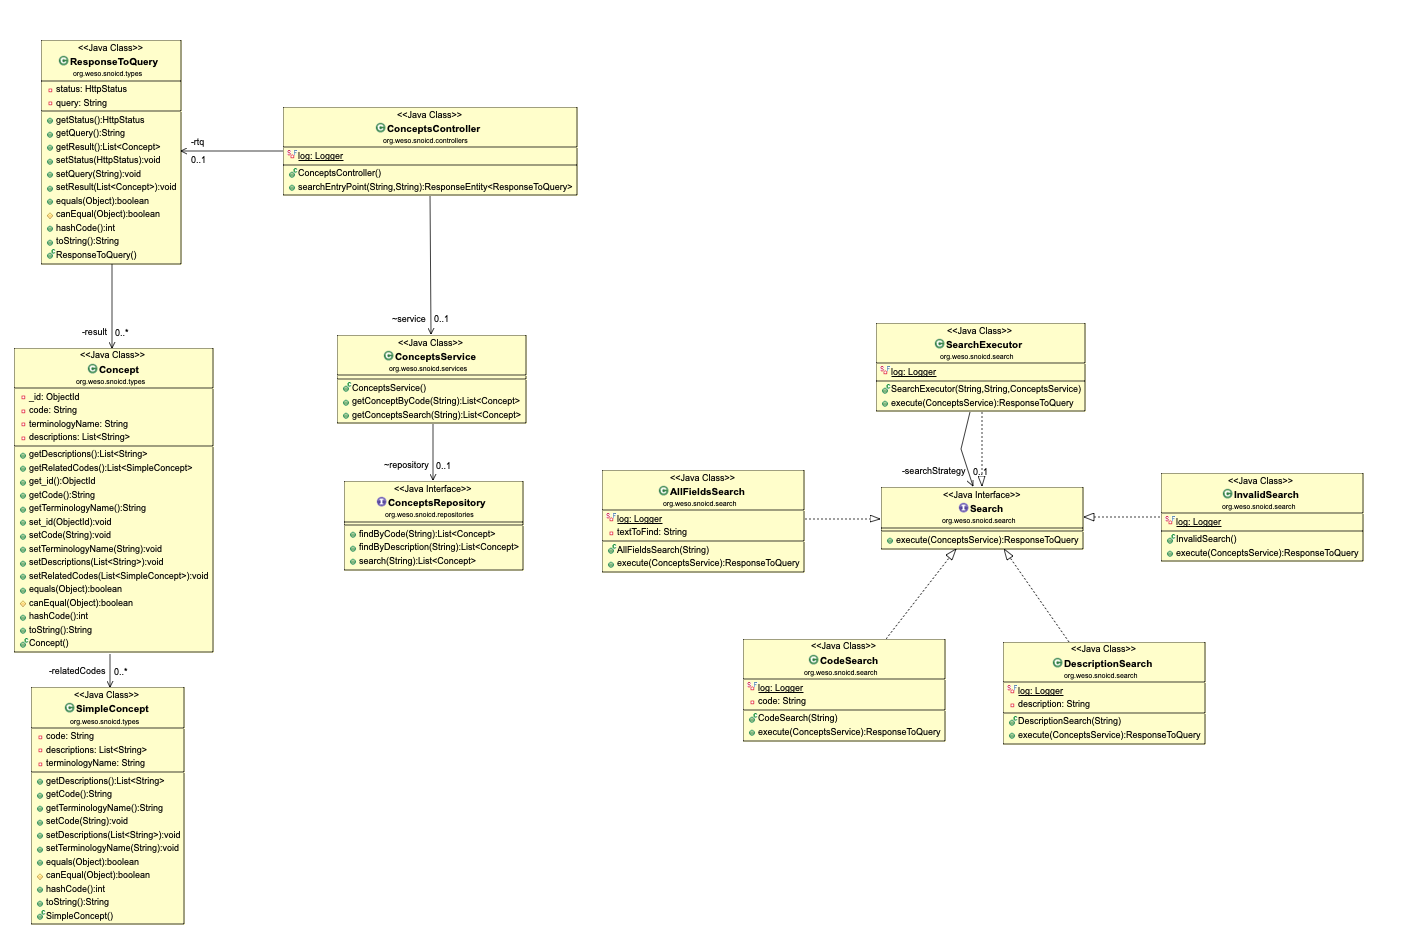 <<Java Class>>
ResponseToQuery
org.weso.snoicd.types
status: HttpStatus
query: String
getStatus():HttpStatus
getQuery():String
getResult():List<Concept>
setStatus(HttpStatus):void
setQuery(String):void
setResult(List<Concept>):void
equals(Object):boolean
canEqual(Object):boolean
hashCode():int
toString():String
ResponseToQuery()
-rtq
0..1
<<Java Class>>
ConceptsController
org.weso.snoicd.controllers
log: Logger
ConceptsController()
searchEntryPoint(String,String):ResponseEntity<ResponseToQuery>
-result
0..*
<<Java Class>>
Concept
org.weso.snoicd.types
_id: ObjectId
code: String
terminologyName: String
descriptions: List<String>
getDescriptions():List<String>
getRelatedCodes():List<SimpleConcept>
get_id():ObjectId
getCode():String
getTerminologyName():String
set_id(ObjectId):void
setCode(String):void
setTerminologyName(String):void
setDescriptions(List<String>):void
setRelatedCodes(List<SimpleConcept>):void
equals(Object):boolean
canEqual(Object):boolean
hashCode():int
toString():String
Concept()
-relatedCodes
0..*
<<Java Class>>
SimpleConcept
org.weso.snoicd.types
code: String
descriptions: List<String>
terminologyName: String
getDescriptions():List<String>
getCode():String
getTerminologyName():String
setCode(String):void
setDescriptions(List<String>):void
setTerminologyName(String):void
equals(Object):boolean
canEqual(Object):boolean
hashCode():int
toString():String
SimpleConcept()
~service
0..1
<<Java Class>>
ConceptsService
org.weso.snoicd.services
ConceptsService()
getConceptByCode(String):List<Concept>
getConceptsSearch(String):List<Concept>
~repository
0..1
<<Java Interface>>
ConceptsRepository
org.weso.snoicd.repositories
findByCode(String):List<Concept>
findByDescription(String):List<Concept>
search(String):List<Concept>
<<Java Class>>
SearchExecutor
org.weso.snoicd.search
log: Logger
SearchExecutor(String,String,ConceptsService)
execute(ConceptsService):ResponseToQuery
-searchStrategy
0..1
<<Java Class>>
AllFieldsSearch
org.weso.snoicd.search
log: Logger
textToFind: String
AllFieldsSearch(String)
execute(ConceptsService):ResponseToQuery
<<Java Interface>>
Search
org.weso.snoicd.search
execute(ConceptsService):ResponseToQuery
<<Java Class>>
InvalidSearch
org.weso.snoicd.search
log: Logger
InvalidSearch()
execute(ConceptsService):ResponseToQuery
<<Java Class>>
CodeSearch
org.weso.snoicd.search
log: Logger
code: String
CodeSearch(String)
execute(ConceptsService):ResponseToQuery
<<Java Class>>
DescriptionSearch
org.weso.snoicd.search
log: Logger
description: String
DescriptionSearch(String)
execute(ConceptsService):ResponseToQuery